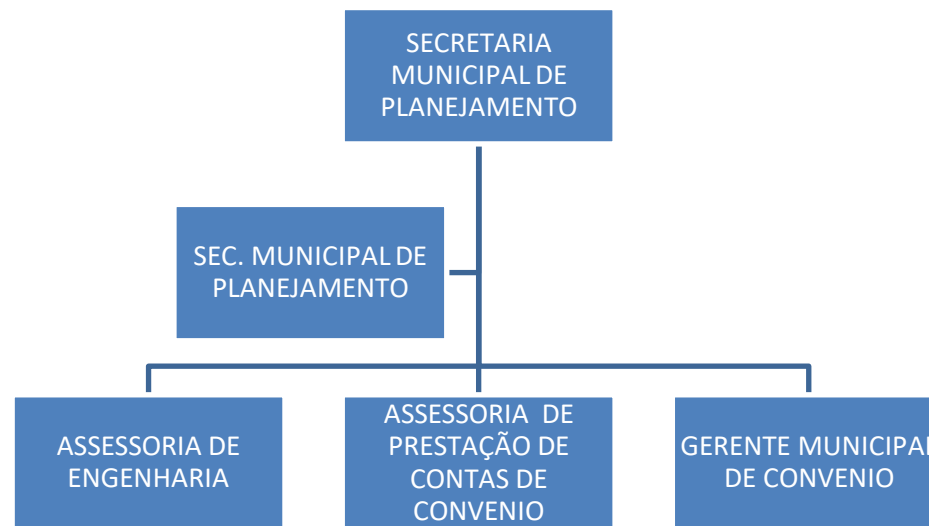 SECRETARIA
MUNICIPAL DE
PLANEJAMENTO
SEC. MUNICIPAL DE
PLANEJAMENTO
ASSESSORIA DE
ENGENHARIA
ASSESSORIA DE
PRESTAÇÃO DE
CONTAS DE
CONVENIO
GERENTE MUNICIPAL
DE CONVENIO